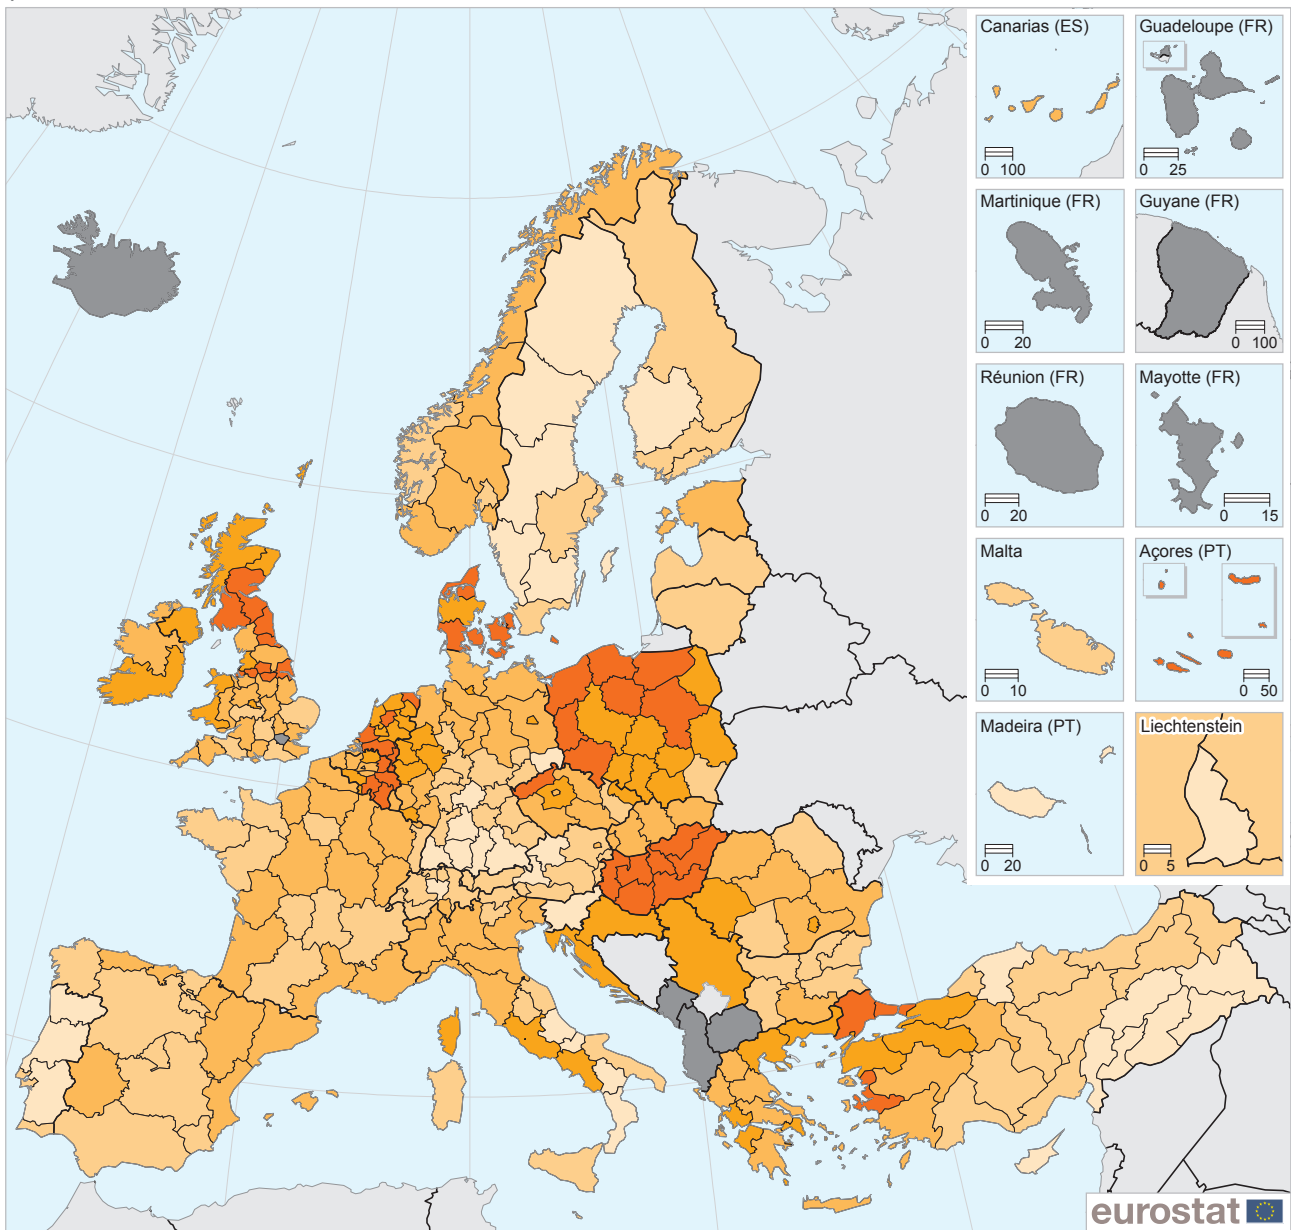 Canarias (ES)
0 100
Guadeloupe (FR)
0 25
Martinique (FR)
0 20
Guyane (FR)
0 100
Réunion (FR)
0 20
Mayotte (FR)
0 15
Malta
0 10
Açores (PT)
0 50
Madeira (PT)
0 20
Liechtenstein
0 5
eurostat